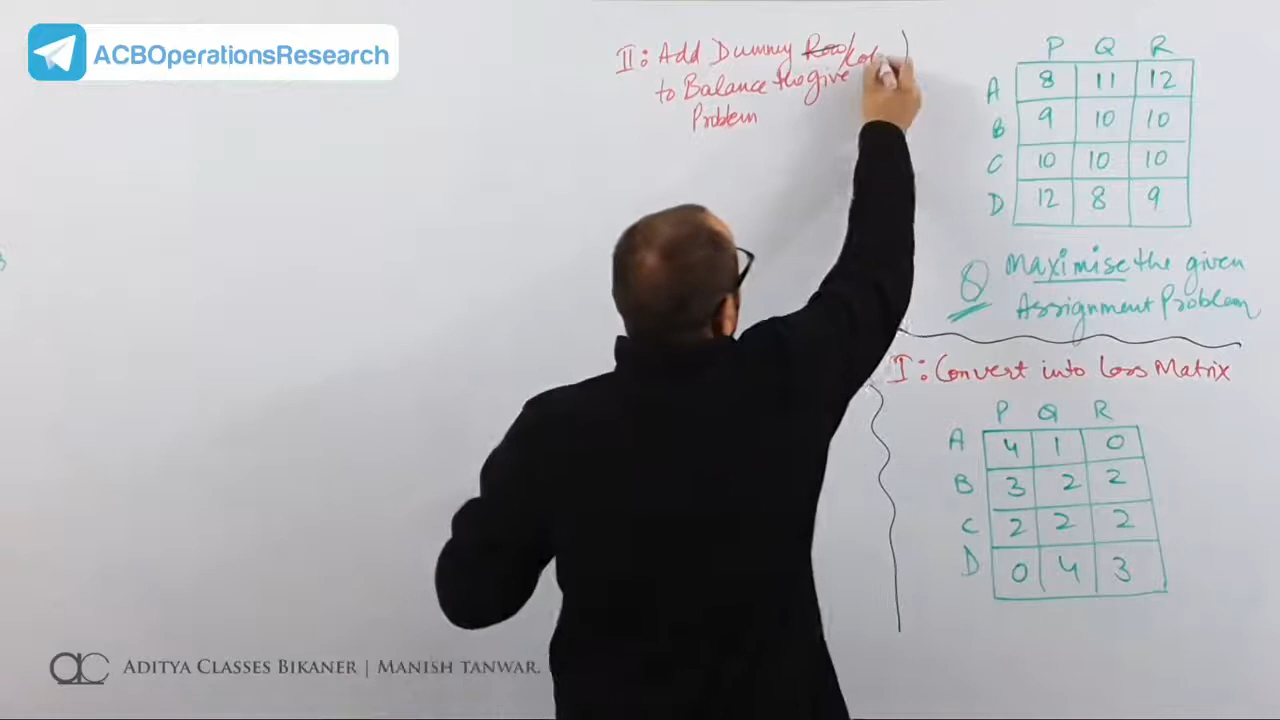 ACBOperationsResearch
II: Add Dummy Row/Col
to Balance the give
Problem
P Q R
A 8 11 12
B 9 10 10
C 10 10 10
D 12 8 9
Q Maximise the given
Assignment Problem
I: Convert into Loss Matrix
P Q R
A 4 1 0
B 3 2 2
C 2 2 2
D 0 4 3
ac ADITYA CLASSES BIKANER | MANISH TANWAR.